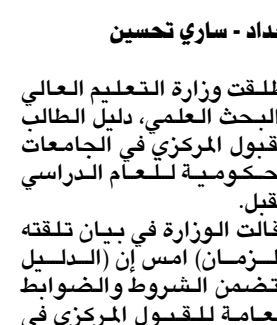 داد - ساري تحسين
طلقت وزارة التعليم العالي
البحث العلمي، دليل الطالب
قبول المركزي في الجامعات
حكومية للعام الدراسي
قبل.
قالت الوزارة في بيان تلقته
لزمان) امس إن (الدليل
تضمن الشروط والضوابط
عامة للقبول المركزي في